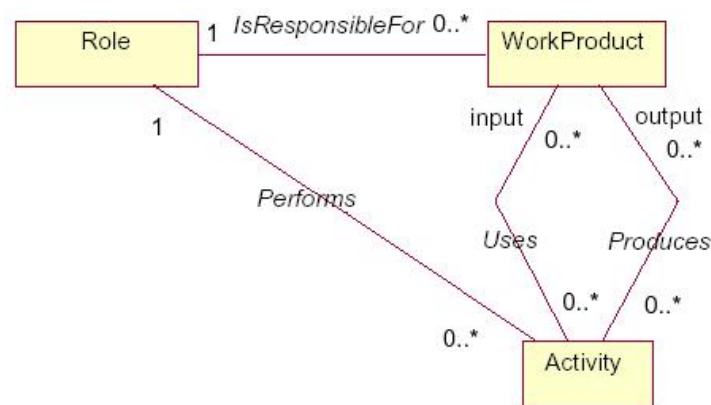 Role
1
IsResponsibleFor
0..*
WorkProduct
1
input
0..*
output
0..*
Performs
Uses
Produces
0..*
0..*
0..*
Activity